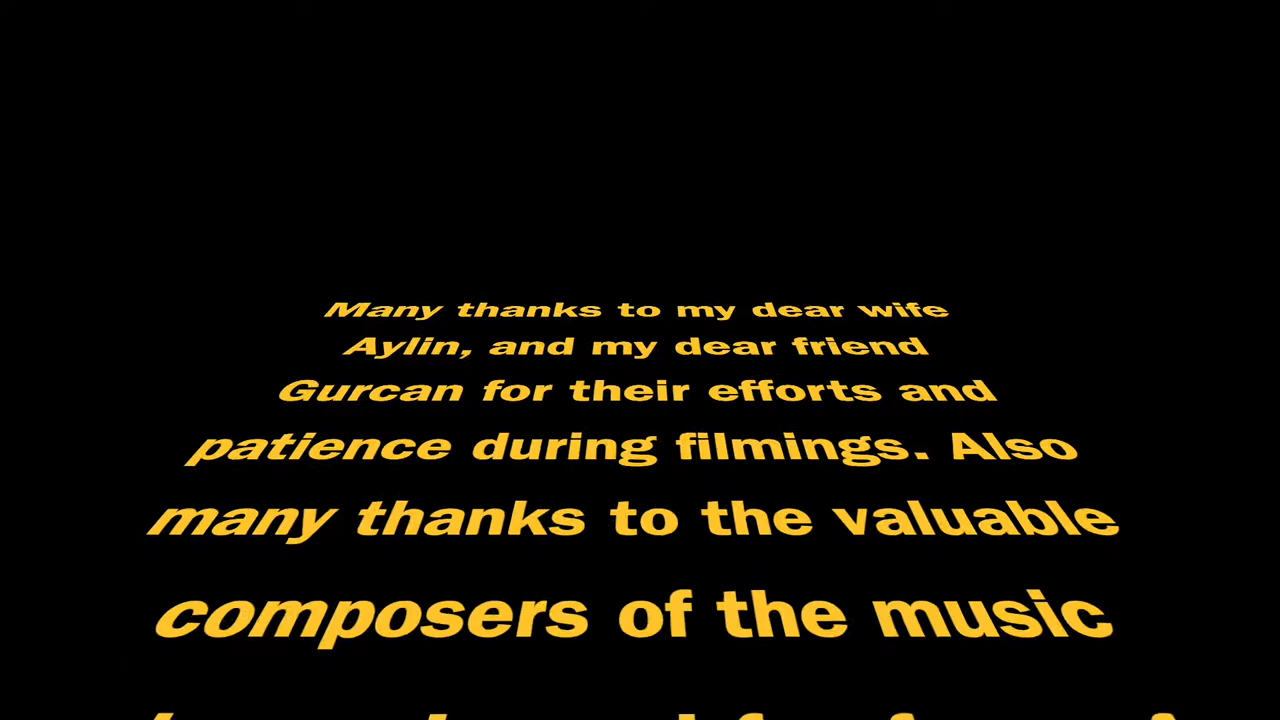 Many thanks to my dear wife
Aylin, and my dear friend
Gurcan for their efforts and
patience during filmings. Also
many thanks to the valuable
composers of the music